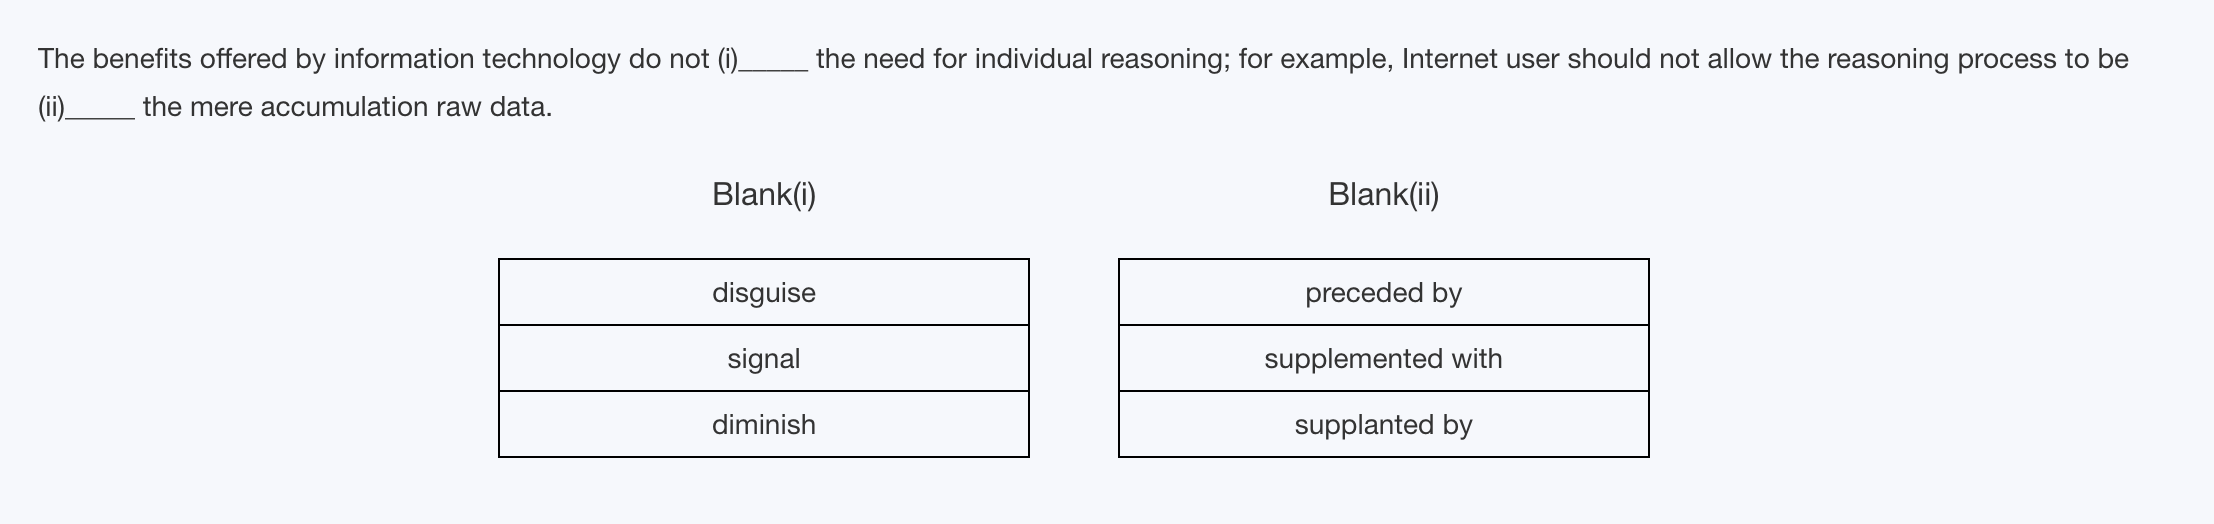 The benefits offered by information technology do not (i)_____ the need for individual reasoning; for example, Internet user should not allow the reasoning process to be
(ii)_____ the mere accumulation raw data.
Blank(i)
Blank(ii)
disguise
preceded by
signal
supplemented with
diminish
supplanted by